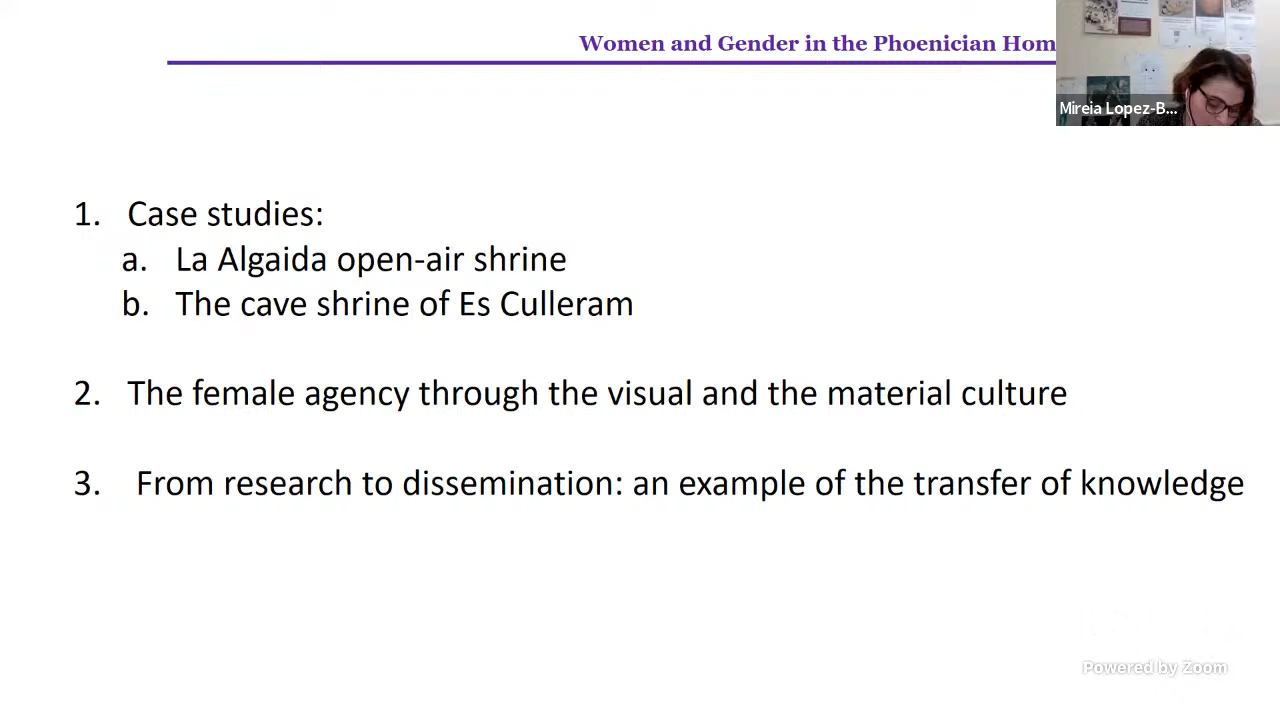 Women and Gender in the Phoenician Hom
Mireia Lopez-B...
1. Case studies:
a. La Algaida open-air shrine
b. The cave shrine of Es Culleram
2. The female agency through the visual and the material culture
3. From research to dissemination: an example of the transfer of knowledge
Powered by Zoom